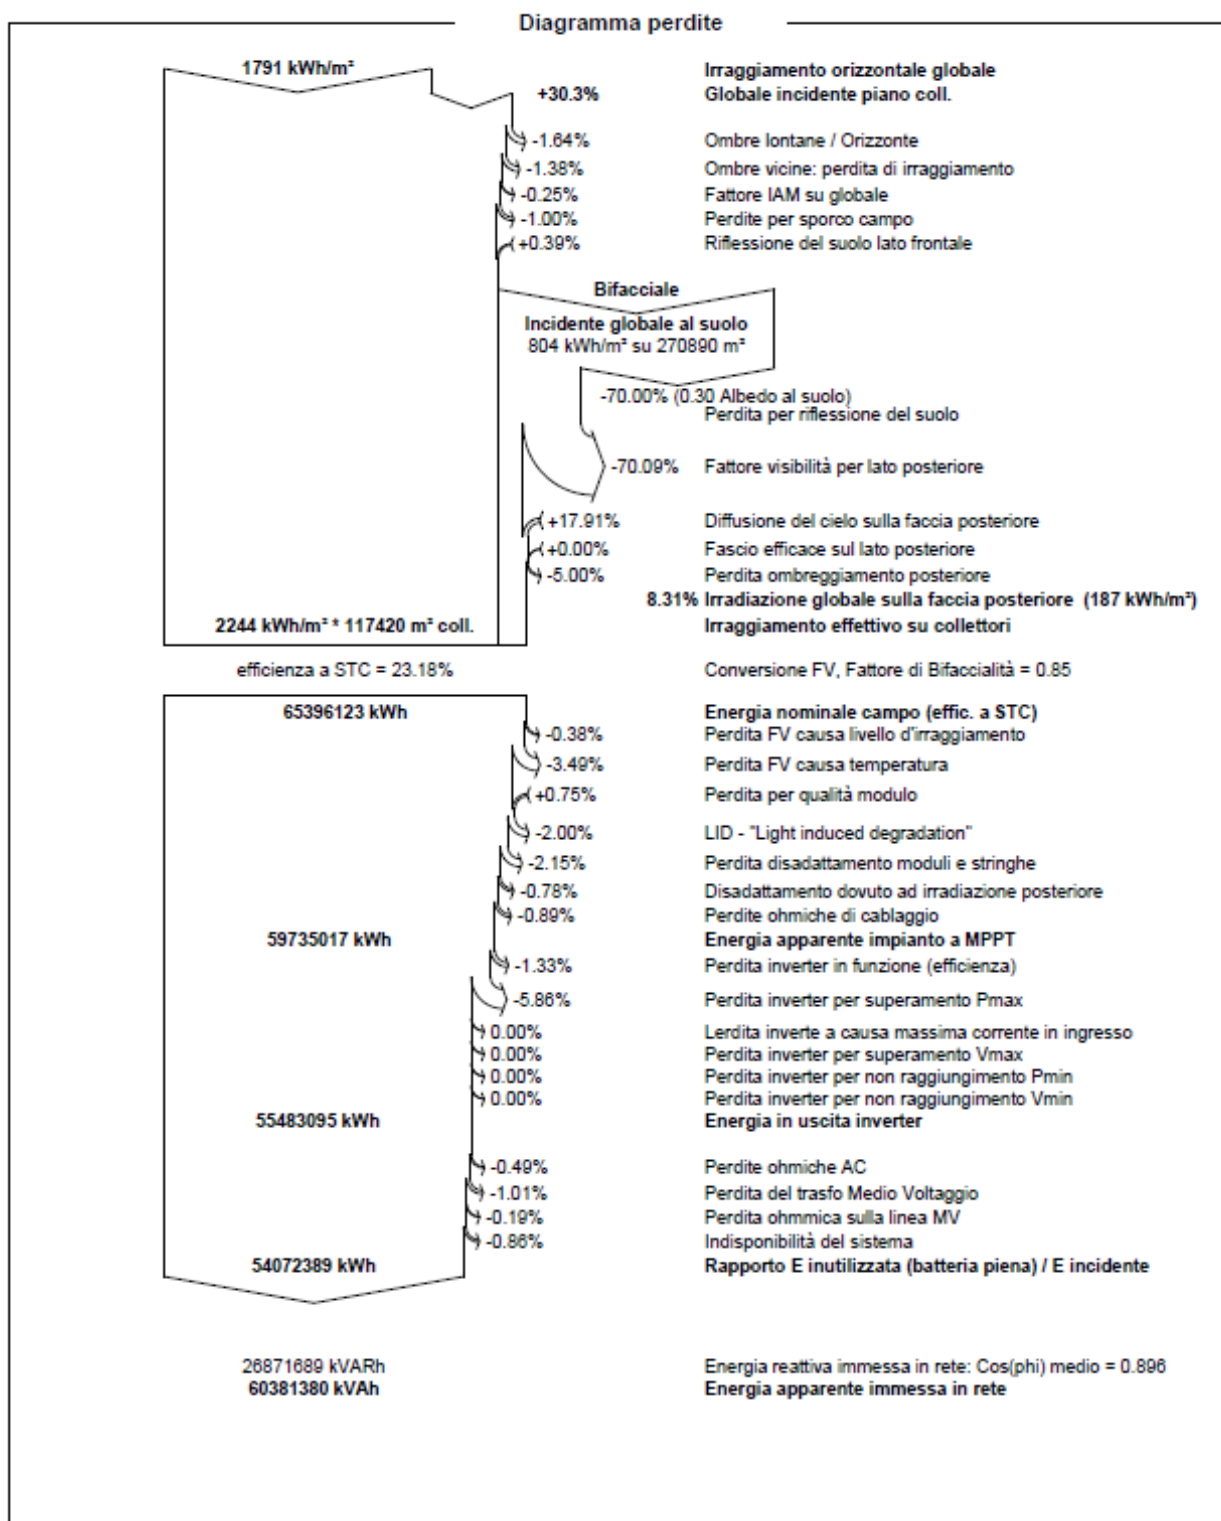 Diagramma perdite
1791 kWh/m² Irraggiamento orizzontale globale
+30.3% Globale incidente piano coll.
-1.64% Ombre lontane / Orizzonte
-1.38% Ombre vicine: perdita di irraggiamento
-0.25% Fattore IAM su globale
-1.00% Perdite per sporco campo
+0.39% Riflessione del suolo lato frontale
Bifacciale
Incidente globale al suolo
804 kWh/m² su 270890 m²
-70.00% (0.30 Albedo al suolo)
Perdita per riflessione del suolo
-70.09% Fattore visibilità per lato posteriore
+17.91% Diffusione del cielo sulla faccia posteriore
+0.00% Fascio efficace sul lato posteriore
-5.00% Perdita ombreggiamento posteriore
8.31% Irradiazione globale sulla faccia posteriore (187 kWh/m²)
2244 kWh/m² * 117420 m² coll. Irraggiamento effettivo su collettori
efficienza a STC = 23.18% Conversione FV, Fattore di Bifaccialità = 0.85
65396123 kWh Energia nominale campo (effic. a STC)
-0.38% Perdita FV causa livello d'irraggiamento
-3.49% Perdita FV causa temperatura
+0.75% Perdita per qualità modulo
-2.00% LID - "Light induced degradation"
-2.15% Perdita disadattamento moduli e stringhe
-0.78% Disadattamento dovuto ad irradiazione posteriore
-0.89% Perdite ohmiche di cablaggio
59735017 kWh Energia apparente impianto a MPPT
-1.33% Perdita inverter in funzione (efficienza)
-5.86% Perdita inverter per superamento Pmax
0.00% Lerdita inverte a causa massima corrente in ingresso
0.00% Perdita inverter per superamento Vmax
0.00% Perdita inverter per non raggiungimento Pmin
0.00% Perdita inverter per non raggiungimento Vmin
55483095 kWh Energia in uscita inverter
-0.49% Perdite ohmiche AC
-1.01% Perdita del trasfo Medio Voltaggio
-0.19% Perdita ohmmica sulla linea MV
-0.86% Indisponibilità del sistema
54072389 kWh Rapporto E inutilizzata (batteria piena) / E incidente
26871689 kVARh Energia reattiva immessa in rete: Cos(phi) medio = 0.896
60381380 kVAh Energia apparente immessa in rete